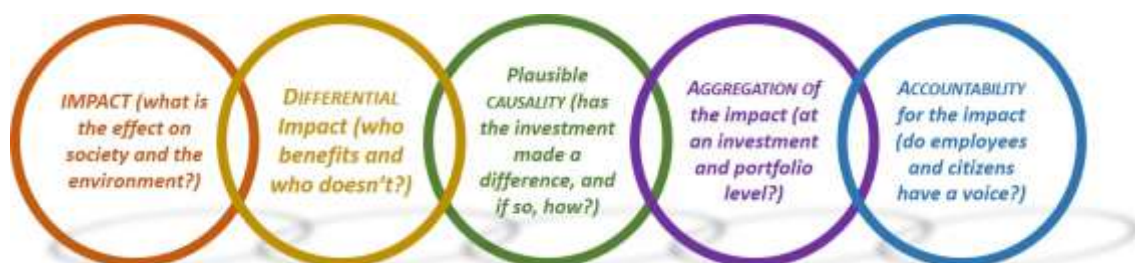 IMPACT (what is
the effect on
society and the
environment?)
DIFFERENTIAL
Impact (who
benefits and
who doesn't?)
Plausible
CAUSALITY (has
the investment
made a
difference, and
if so, how?)
AGGREGATION of
the impact (at
an investment
and portfolio
level?)
ACCOUNTABILITY
for the impact
(do employees
and citizens
have a voice?)